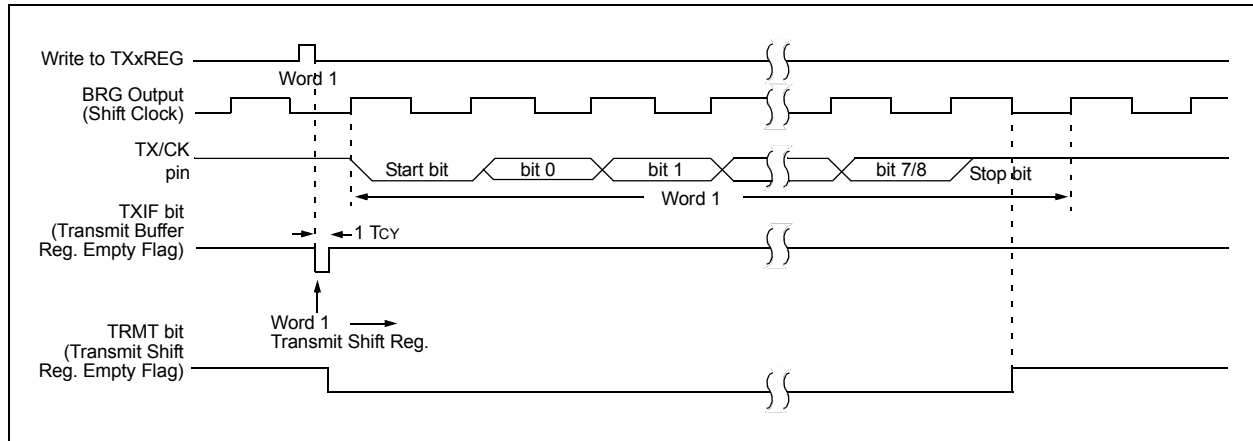 Write to TXxREG
Word 1
BRG Output
(Shift Clock)
TX/CK
pin
Start bit
bit 0
bit 1
bit 7/8
Stop bit
Word 1
TXIF bit
(Transmit Buffer
Reg. Empty Flag)
1 TCY
Word 1
Transmit Shift Reg.
TRMT bit
(Transmit Shift
Reg. Empty Flag)